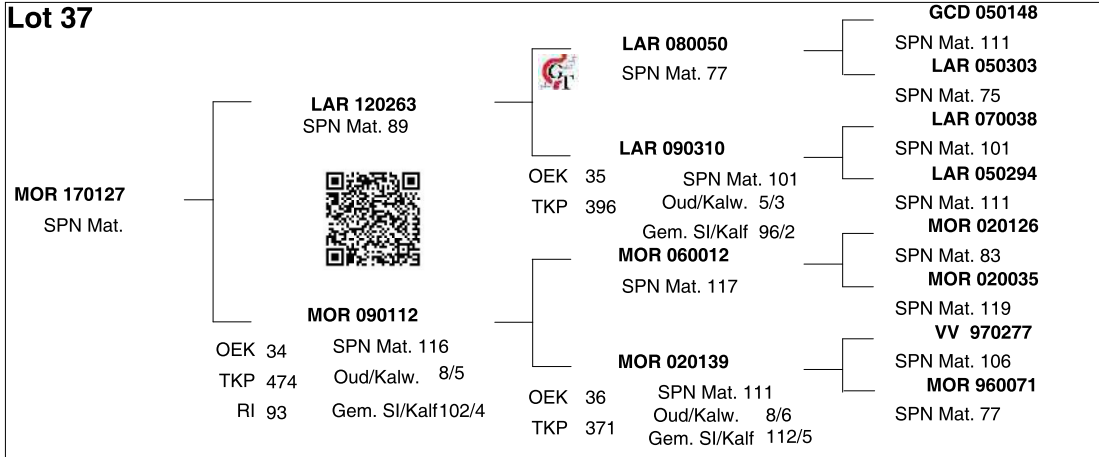 Lot 37
MOR 170127
SPN Mat.
LAR 120263
SPN Mat. 89
MOR 090112
OEK 34 SPN Mat. 116
TKP 474 Oud/Kalw. 8/5
RI 93 Gem. SI/Kalf 102/4
GT
LAR 080050
SPN Mat. 77
LAR 090310
OEK 35 SPN Mat. 101
TKP 396 Oud/Kalw. 5/3
Gem. SI/Kalf 96/2
MOR 060012
SPN Mat. 117
MOR 020139
OEK 36 SPN Mat. 111
TKP 371 Oud/Kalw. 8/6
Gem. SI/Kalf 112/5
GCD 050148
SPN Mat. 111
LAR 050303
SPN Mat. 75
LAR 070038
SPN Mat. 101
LAR 050294
SPN Mat. 111
MOR 020126
SPN Mat. 83
MOR 020035
SPN Mat. 119
VV 970277
SPN Mat. 106
MOR 960071
SPN Mat. 77